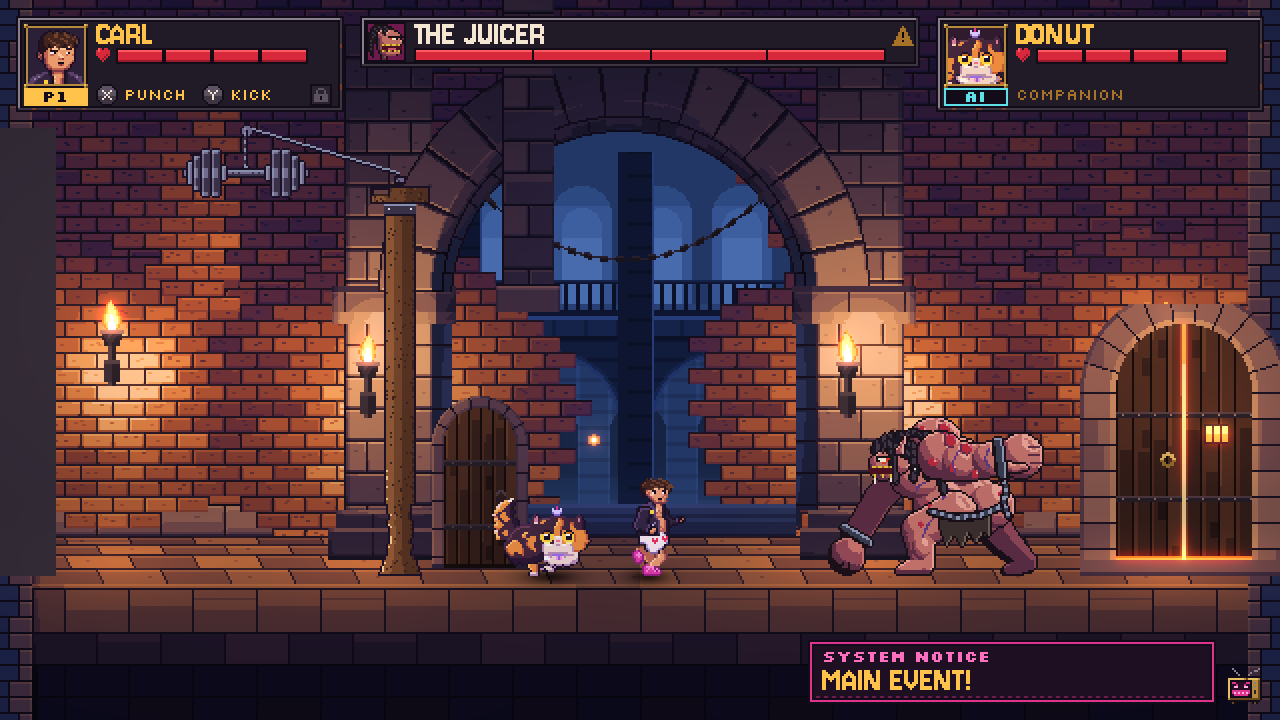 CARL
P1
X PUNCH Y KICK
THE JUICER
DONUT
AI
COMPANION
SYSTEM NOTICE
MAIN EVENT!